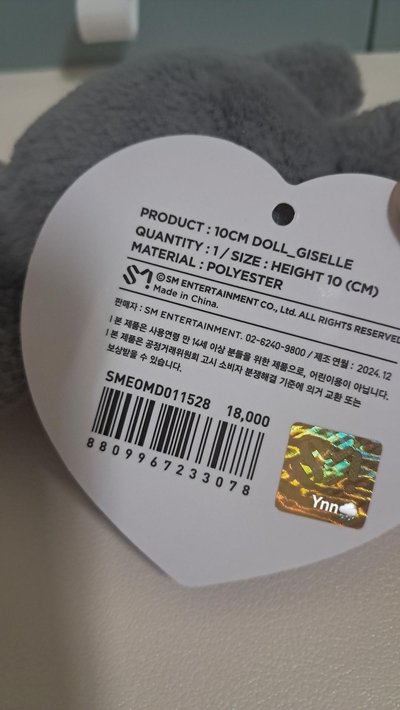 PRODUCT : 10CM DOLL_GISELLE
QUANTITY : 1 / SIZE : HEIGHT 10 (CM)
MATERIAL : POLYESTER
SM ©SM ENTERTAINMENT CO., Ltd. ALL RIGHTS RESERVED
Made in China.
판매자 : SM ENTERTAINMENT. 02-6240-9800 / 제조 연월 : 2024.12
I 본 제품은 사용연령 만 14세 이상 분들을 위한 제품으로, 어린이용이 아닙니다.
I 본 제품은 공정거래위원회 고시 소비자 분쟁해결 기준에 의거 교환 또는
보상받을 수 있습니다.
SME0MD011528 18,000
8809967233078
Ynn